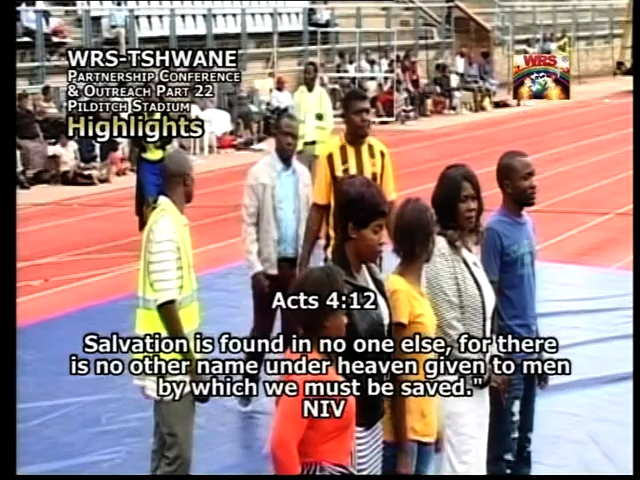 WRS-TSHWANE
PARTNERSHIP CONFERENCE
& OUTREACH PART 22
PILDITCH STADIUM
Highlights
WRS
Acts 4:12
Salvation is found in no one else, for there
is no other name under heaven given to men
by which we must be saved."
NIV